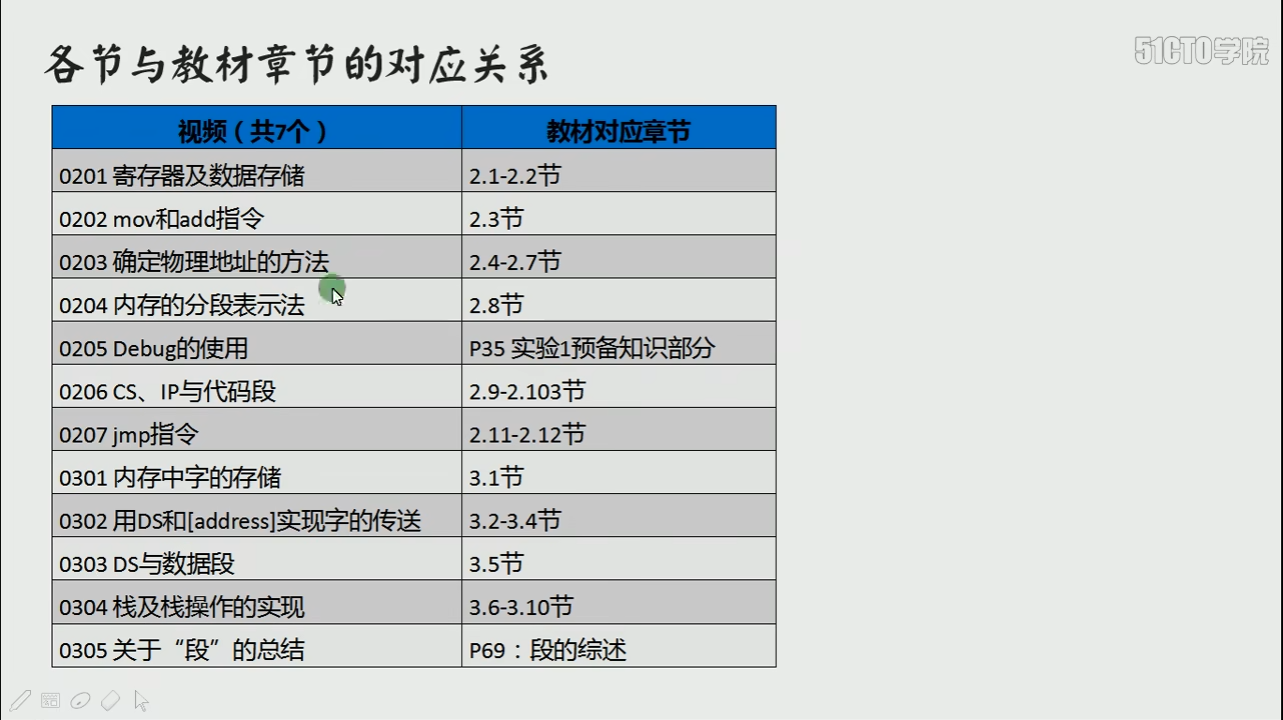 各节与教材章节的对应关系
51CTO学院
视频（共7个） 教材对应章节
0201 寄存器及数据存储 2.1-2.2节
0202 mov和add指令 2.3节
0203 确定物理地址的方法 2.4-2.7节
0204 内存的分段表示法 2.8节
0205 Debug的使用 P35 实验1预备知识部分
0206 CS、IP与代码段 2.9-2.103节
0207 jmp指令 2.11-2.12节
0301 内存中字的存储 3.1节
0302 用DS和[address]实现字的传送 3.2-3.4节
0303 DS与数据段 3.5节
0304 栈及栈操作的实现 3.6-3.10节
0305 关于“段”的总结 P69：段的综述